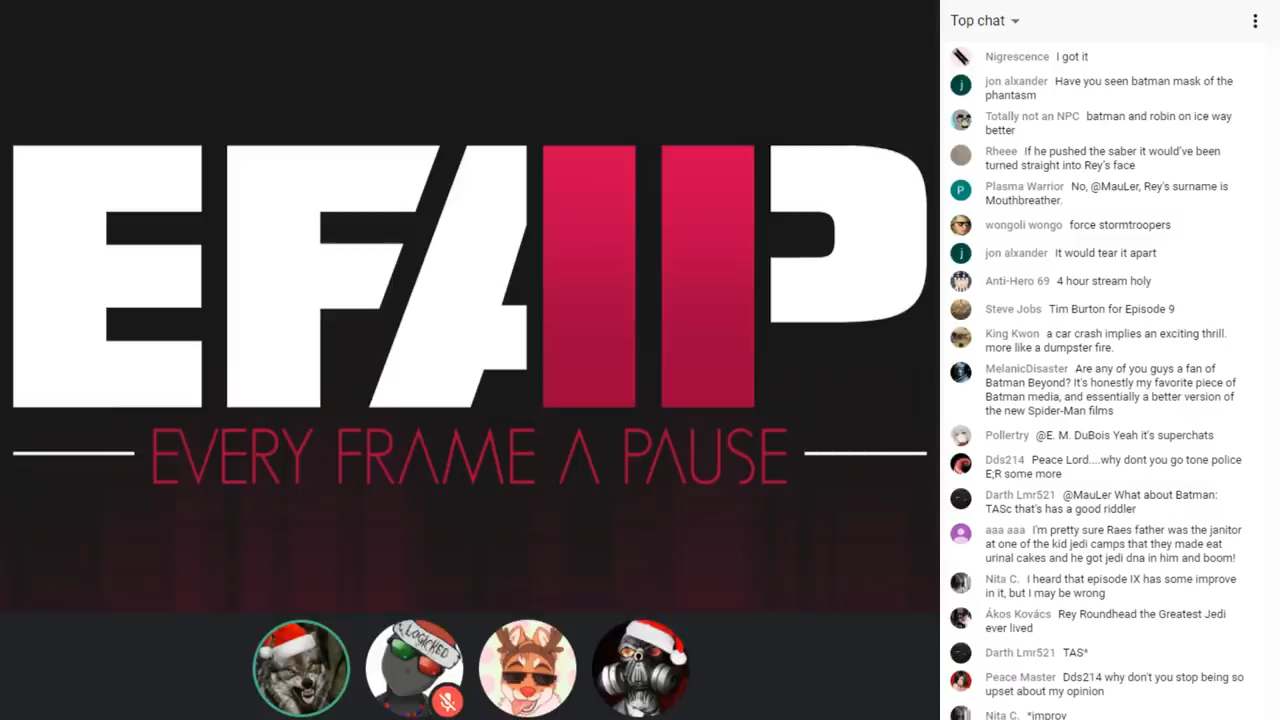 EFAP
EVERY FRAME A PAUSE
LOGICKED
Top chat
Nigrescence I got it
jon alxander Have you seen batman mask of the
phantasm
Totally not an NPC batman and robin on ice way
better
Rheee If he pushed the saber it would've been
turned straight into Rey's face
P
Plasma Warrior No, @MauLer, Rey's surname is
Mouthbreather.
wongoli wongo force stormtroopers
j
jon alxander It would tear it apart
Anti-Hero 69 4 hour stream holy
Steve Jobs Tim Burton for Episode 9
King Kwon a car crash implies an exciting thrill.
more like a dumpster fire.
MelanicDisaster Are any of you guys a fan of
Batman Beyond? It's honestly my favorite piece of
Batman media, and essentially a better version of
the new Spider-Man films
Pollertry @E. M. DuBois Yeah it's superchats
Dds214 Peace Lord....why dont you go tone police
E;R some more
Darth Lmr521 @MauLer What about Batman:
TASc that's has a good riddler
aaa aaa I'm pretty sure Raes father was the janitor
at one of the kid jedi camps that they made eat
urinal cakes and he got jedi dna in him and boom!
Nita C. I heard that episode IX has some improve
in it, but I may be wrong
Ákos Kovács Rey Roundhead the Greatest Jedi
ever lived
Darth Lmr521 TAS*
Peace Master Dds214 why don't you stop being so
upset about my opinion
Nita C. *improv